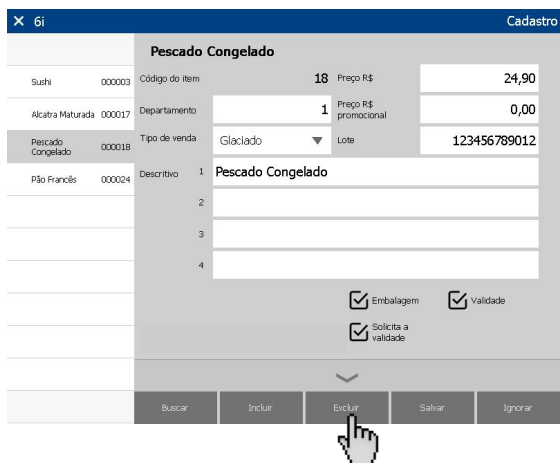 × 6i Cadastro
Pescado Congelado
Sushi 000003
Alcatra Maturada 000017
Pescado
Congelado 000018
Pão Francês 000024
Código do item 18 Preço R$ 24,90
Departamento 1 Preço R$
promocional 0,00
Tipo de venda Glaciado Lote 123456789012
Descritivo 1 Pescado Congelado
2
3
4
Embalagem Validade
Solicita a
validade
Buscar Incluir Excluir Salvar Ignorar